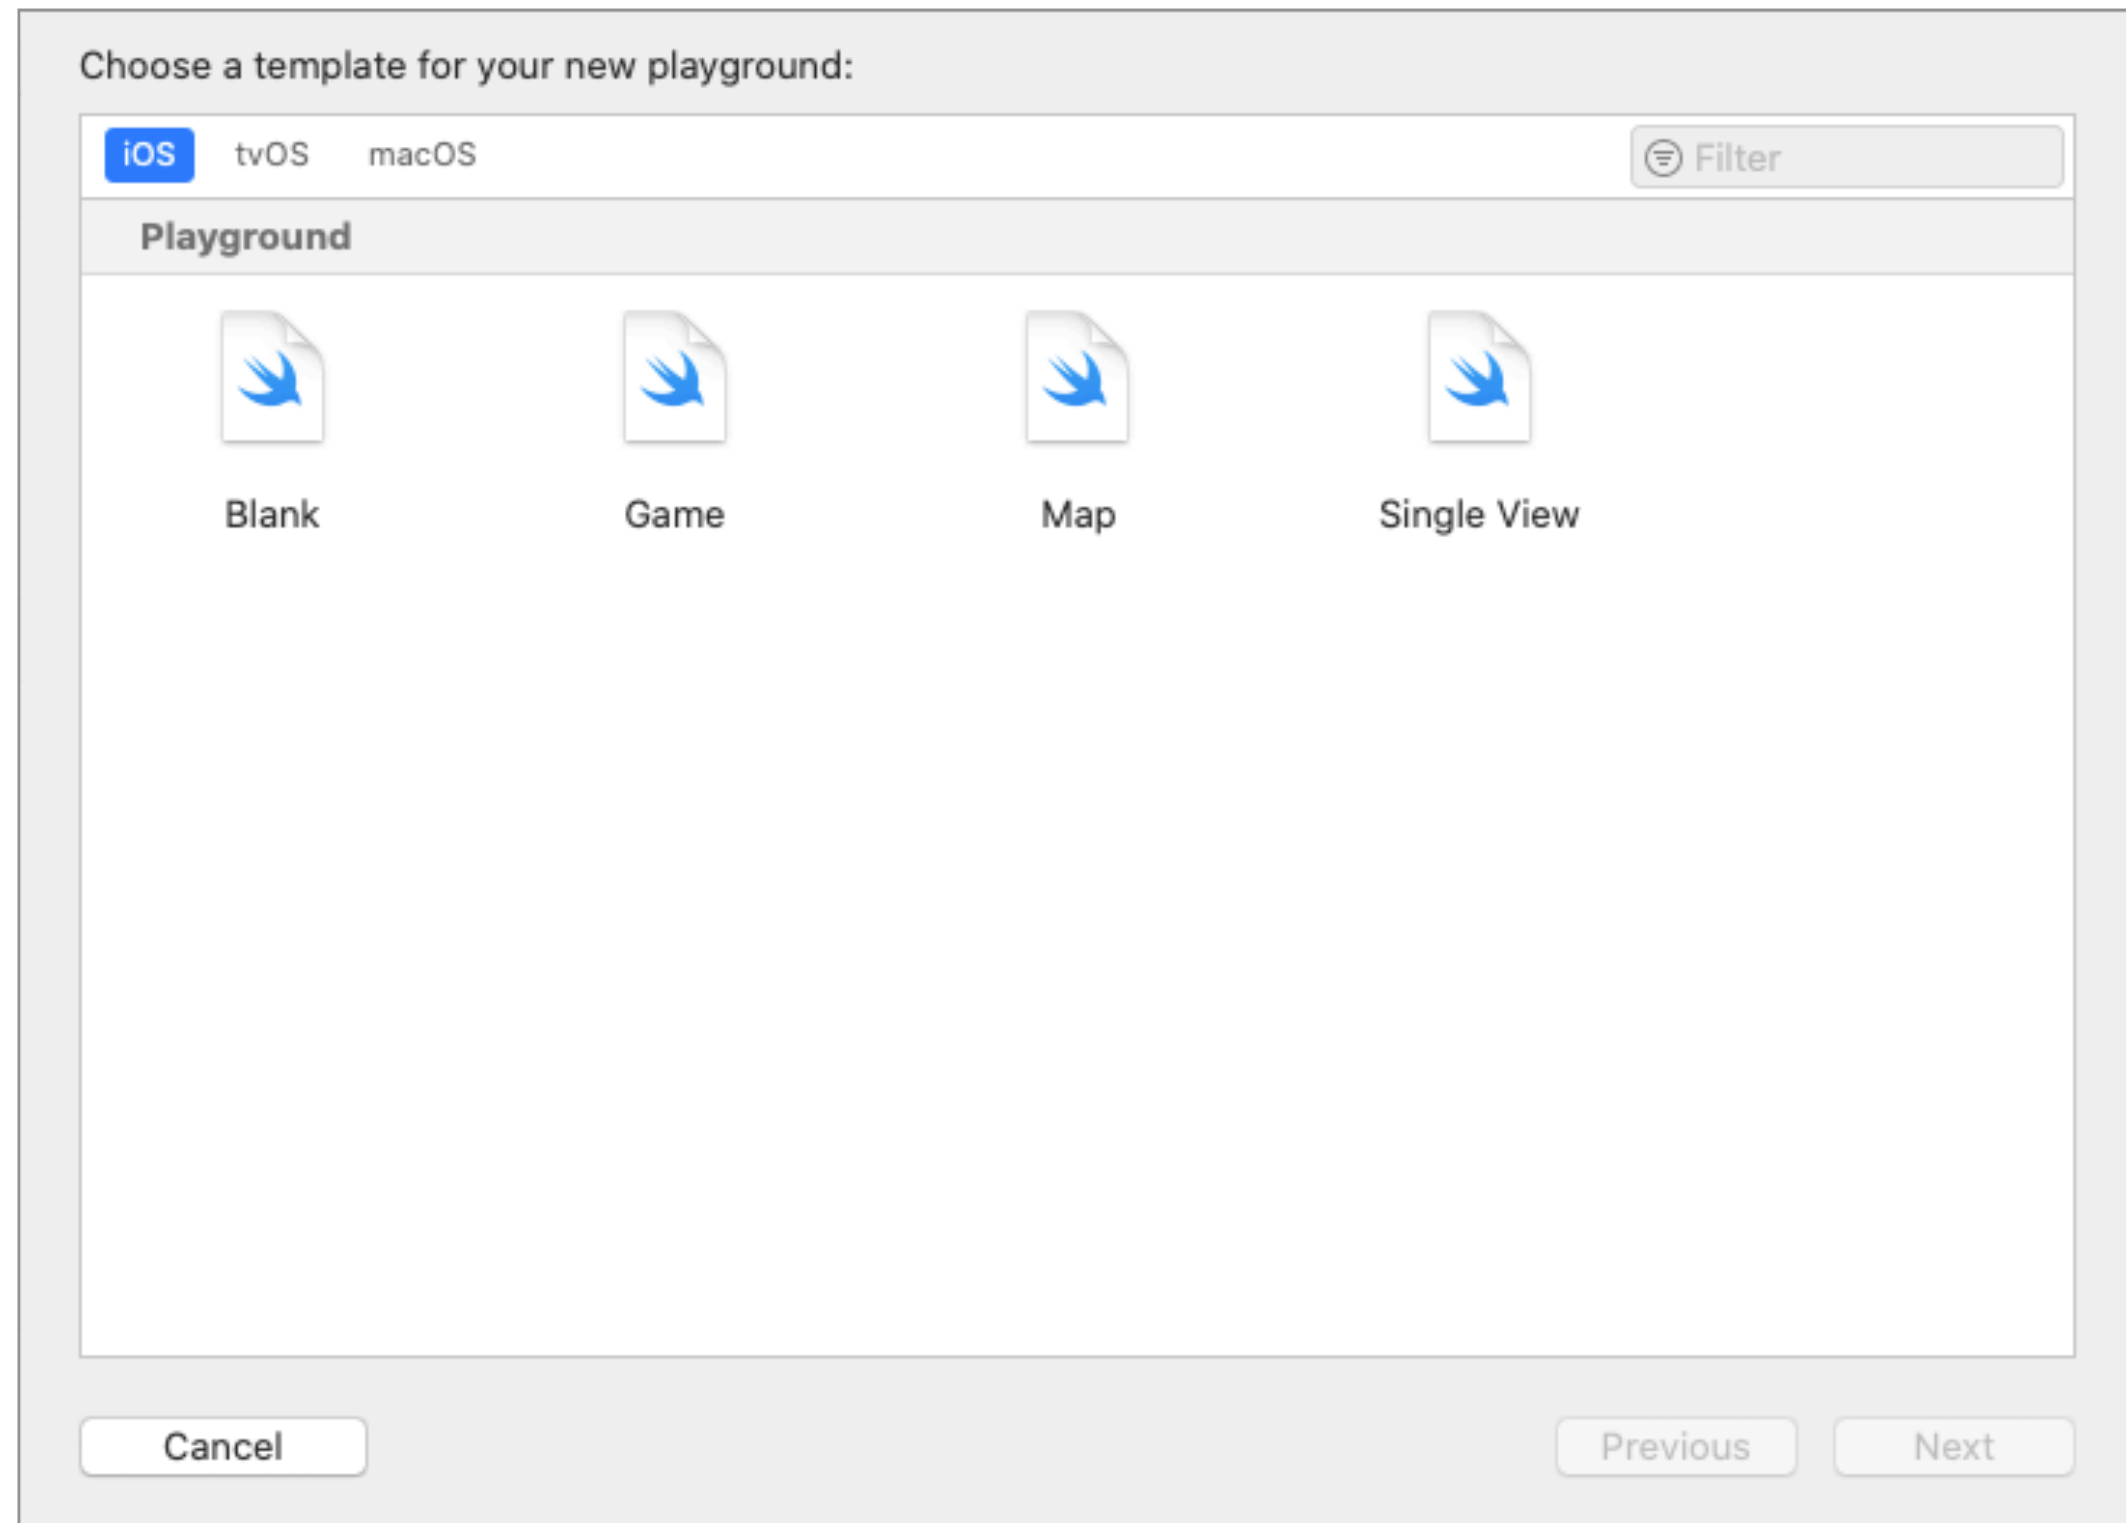 Choose a template for your new playground:
iOS tvOS macOS Filter
Playground
Blank Game Map Single View
Cancel Previous Next